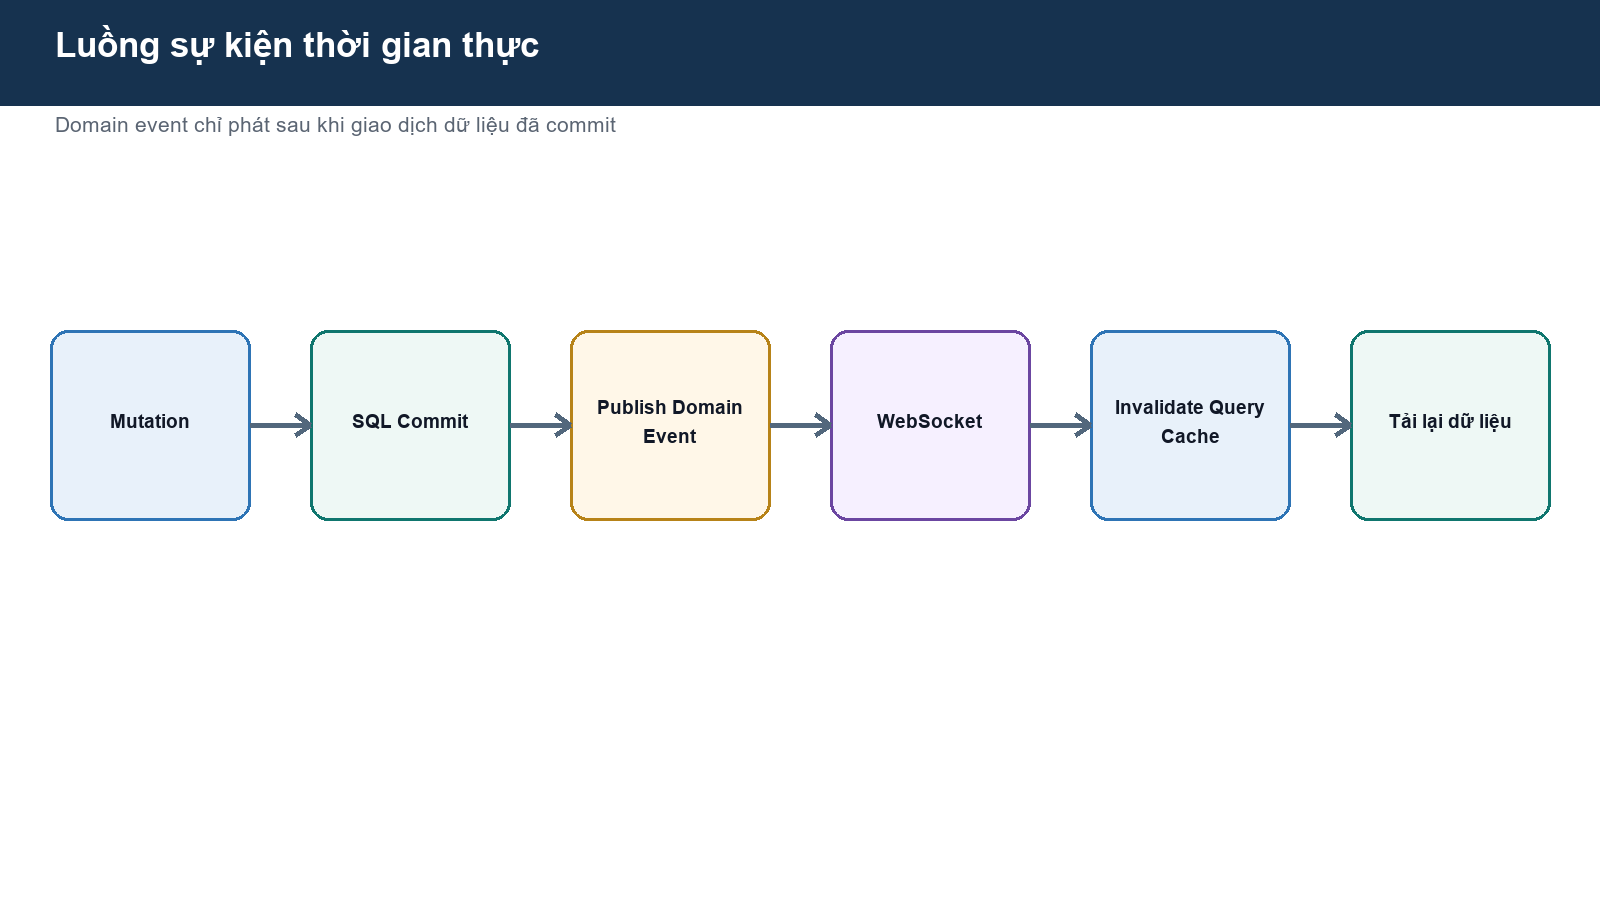 Luồng sự kiện thời gian thực
Domain event chỉ phát sau khi giao dịch dữ liệu đã commit
Mutation
SQL Commit
Publish Domain
Event
WebSocket
Invalidate Query
Cache
Tải lại dữ liệu